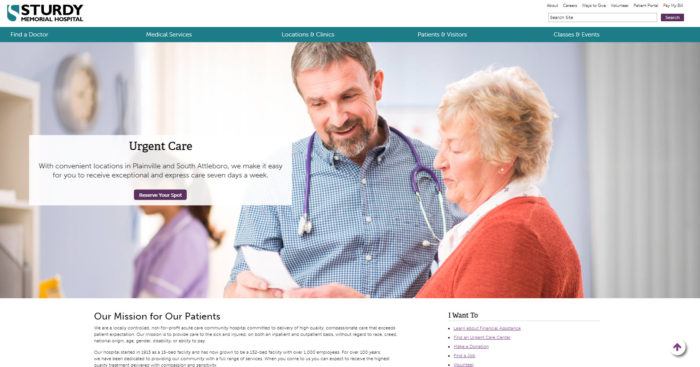 STURDY
MEMORIAL HOSPITAL
About Careers Ways to Give Volunteer Patient Portal Pay My Bill
Search Site Search
Find a Doctor Medical Services Locations & Clinics Patients & Visitors Classes & Events
Urgent Care
With convenient locations in Plainville and South Attleboro, we make it easy
for you to receive exceptional and express care seven days a week.
Reserve Your Spot
Our Mission for Our Patients
We are a locally controlled, not-for-profit acute care community hospital committed to delivery of high quality, compassionate care that exceeds
patient expectation. Our mission is to provide care to the sick and injured, on both an inpatient and outpatient basis, without regard to race, creed,
national origin, age, gender, disability, or ability to pay.
Our hospital started in 1913 as a 15-bed facility and has now grown to be a 132-bed facility with over 1,000 employees. For over 100 years,
we have been dedicated to providing our community with a full range of services. When you come to us you can expect to receive the highest
quality treatment delivered with compassion and sensitivity.
I Want To
Learn about Financial Assistance
Find an Urgent Care Center
Make a Donation
Find a Job
Volunteer